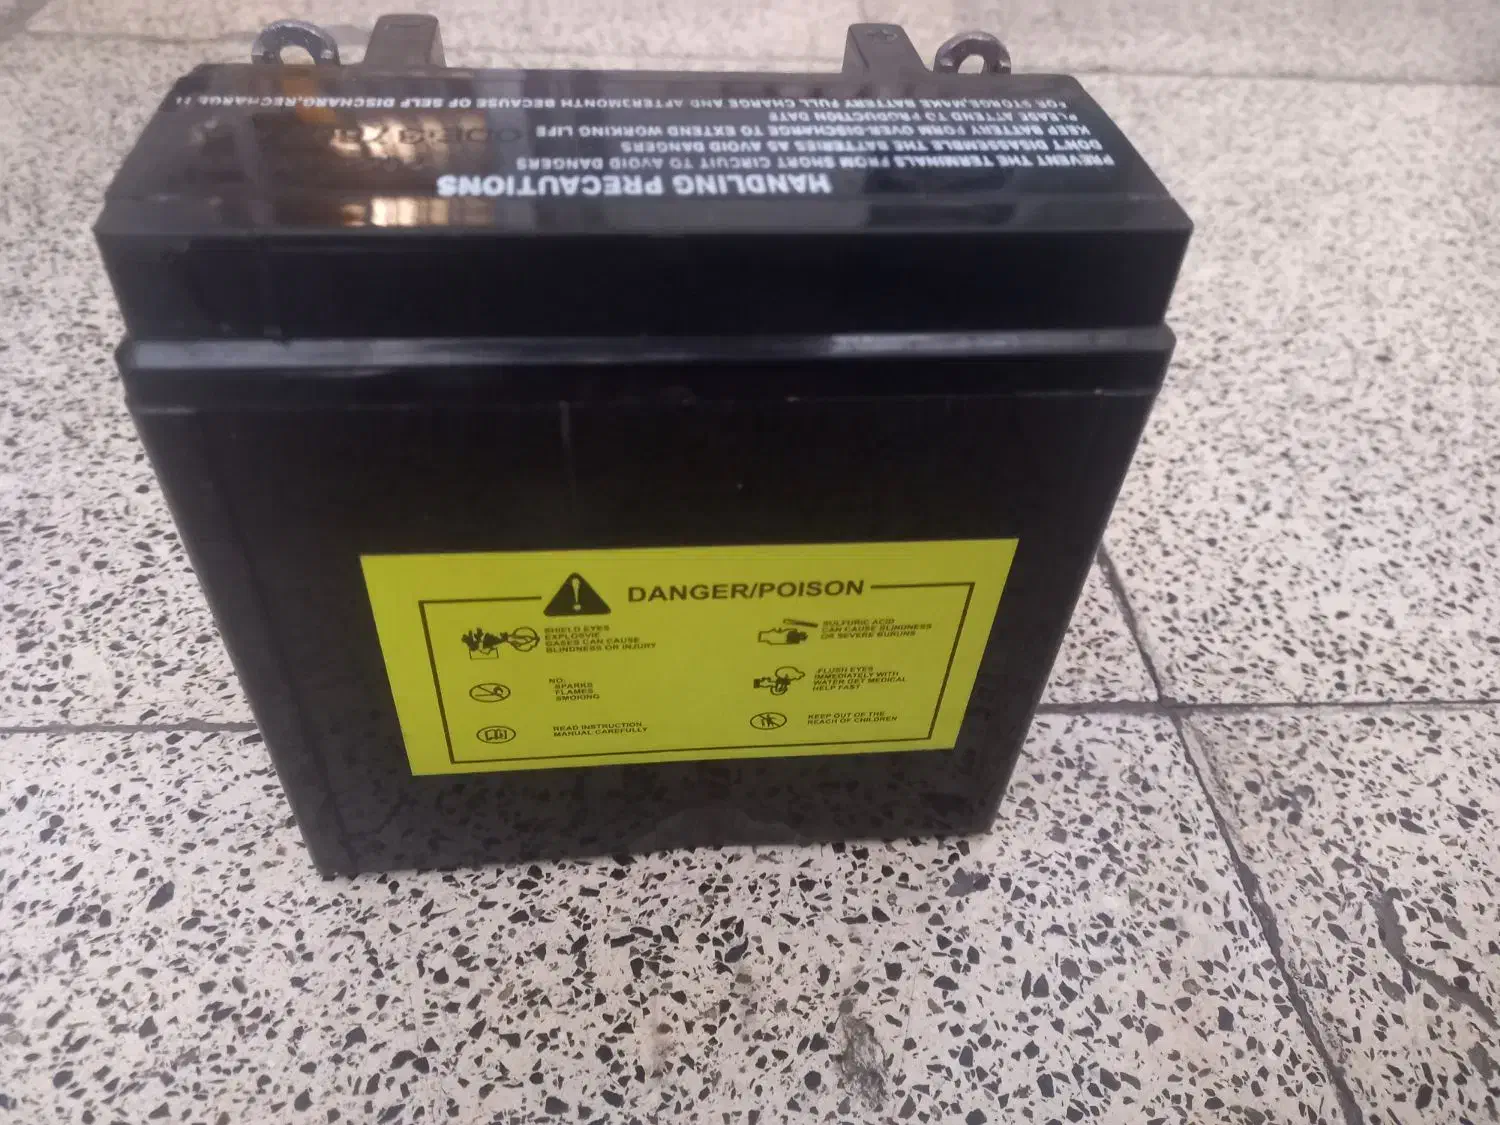 HANDLING PRECAUTIONS
PREVENT THE TERMINALS FROM SHORT CIRCUIT TO AVOID DANGERS
DON'T DISASSEMBLE THE BATTERIES AS AVOID DANGERS
KEEP BATTERY FORM OVER-DISCHARGE TO EXTEND WORKING LIFE
PLEASE ATTEND TO PRODUCTION DATE
FOR STORGE,MAKE BATTERY FULL CHARGE AND AFTER3MONTH BECAUSE OF SELF DISCHARG,RECHARGE
DANGER/POISON
SHIELD EYES
EXPLOSVIE
GASES CAN CAUSE
BLINDNESS OR INJURY
NO:
SPARKS
FLAMES
SMOKING
READ INSTRUCTION
MANUAL CAREFULLY
SULFURIC ACID
CAN CAUSE BLINDNESS
OR SEVERE BURUNS
FLUSH EYES
IMMEDIATELY WITH
WATER GET MEDICAL
HELP FAST
KEEP OUT OF THE
REACH OF CHILDREN